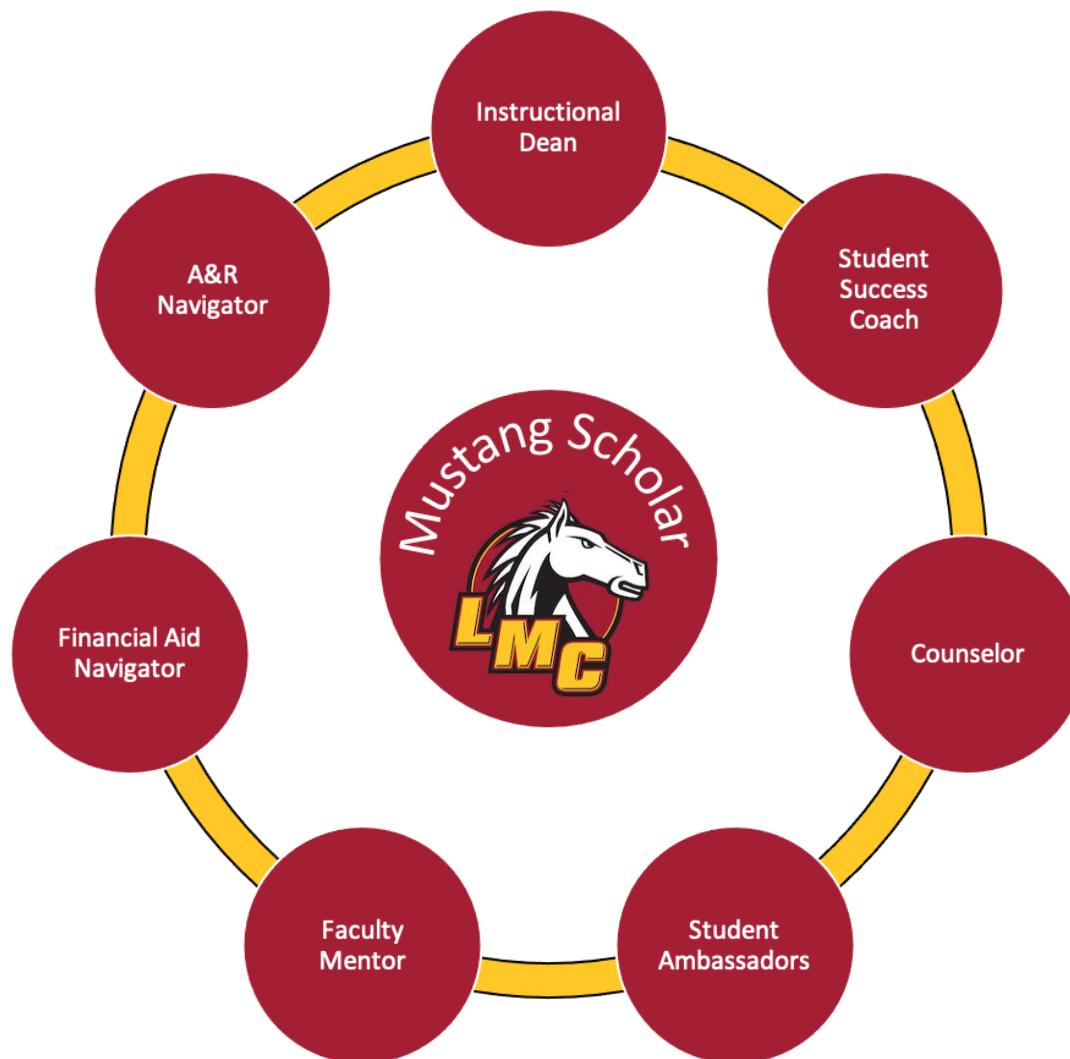 Instructional
Dean
Student
Success
Coach
Counselor
Student
Ambassadors
Faculty
Mentor
Financial Aid
Navigator
A&R
Navigator
Mustang Scholar
LMC